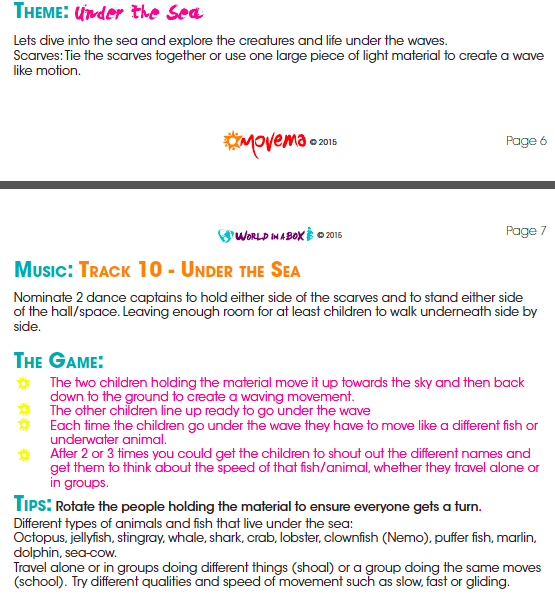 THEME: Under the Sea
Lets dive into the sea and explore the creatures and life under the waves.
Scarves: Tie the scarves together or use one large piece of light material to create a wave
like motion.
movema © 2015
Page 6
Page 7
WORLD IN A BOX © 2015
MUSIC: TRACK 10 - UNDER THE SEA
Nominate 2 dance captains to hold either side of the scarves and to stand either side
of the hall/space. Leaving enough room for at least children to walk underneath side by
side.
THE GAME:
The two children holding the material move it up towards the sky and then back
down to the ground to create a waving movement.
The other children line up ready to go under the wave
Each time the children go under the wave they have to move like a different fish or
underwater animal.
After 2 or 3 times you could get the children to shout out the different names and
get them to think about the speed of that fish/animal, whether they travel alone or
in groups.
TIPS: Rotate the people holding the material to ensure everyone gets a turn.
Different types of animals and fish that live under the sea:
Octopus, jellyfish, stingray, whale, shark, crab, lobster, clownfish (Nemo), puffer fish, marlin,
dolphin, sea-cow.
Travel alone or in groups doing different things (shoal) or a group doing the same moves
(school). Try different qualities and speed of movement such as slow, fast or gliding.